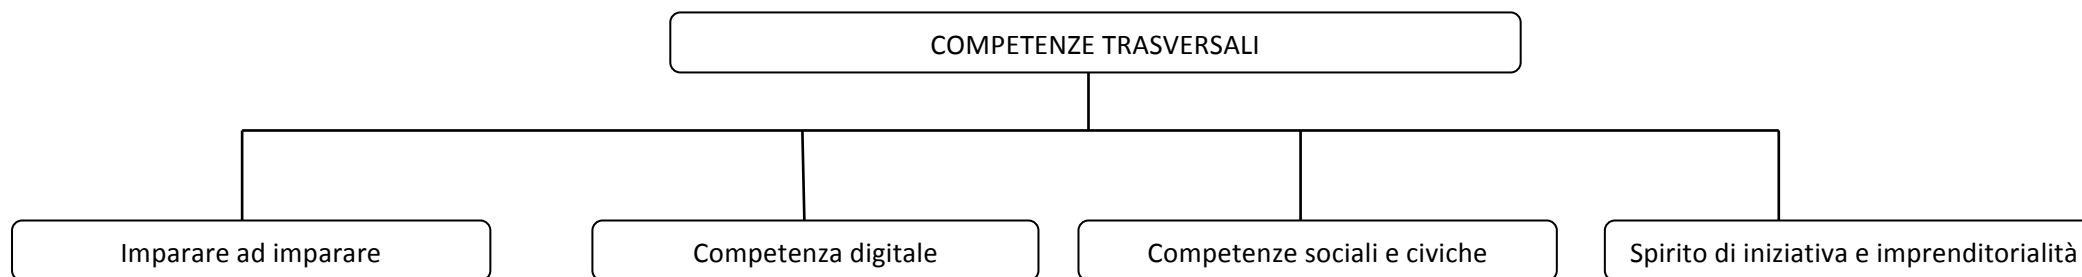 COMPETENZE TRASVERSALI
Imparare ad imparare
Competenza digitale
Competenze sociali e civiche
Spirito di iniziativa e imprenditorialità